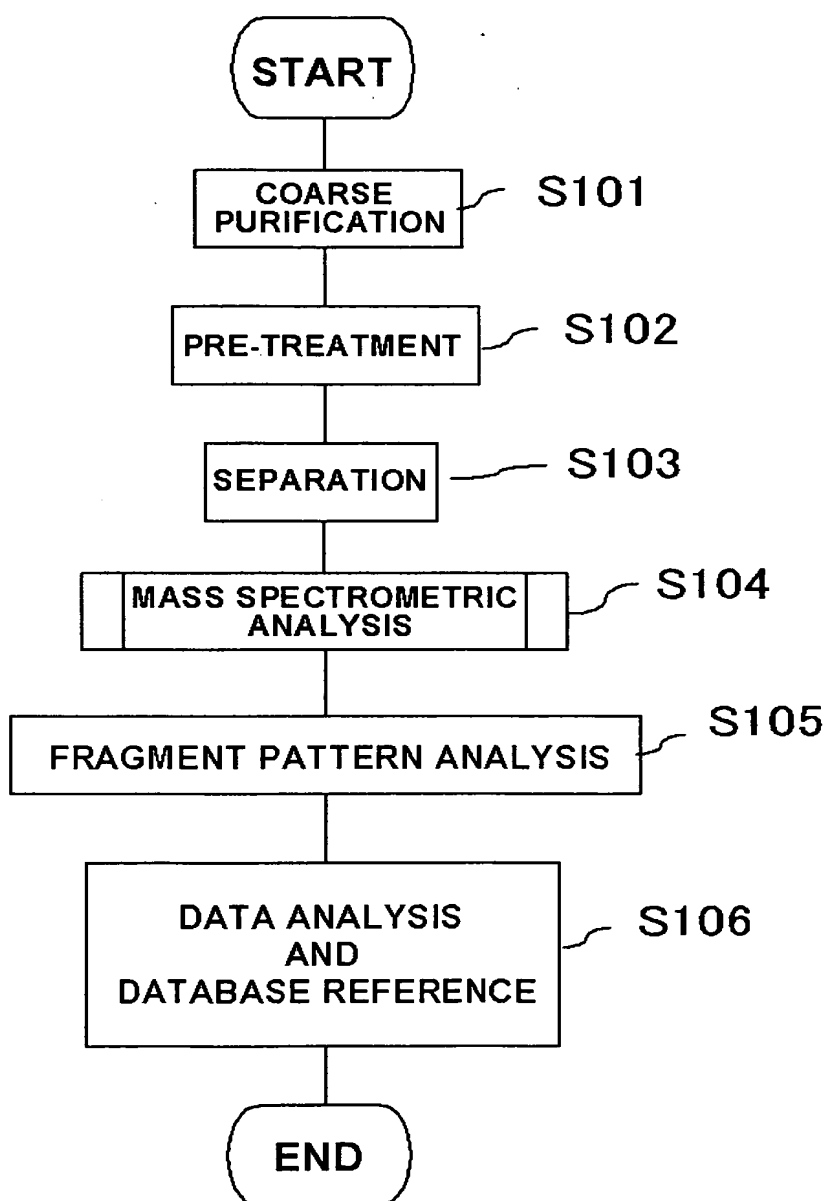 START
COARSE
PURIFICATION
S101
PRE-TREATMENT
S102
SEPARATION
S103
MASS SPECTROMETRIC
ANALYSIS
S104
FRAGMENT PATTERN ANALYSIS
S105
DATA ANALYSIS
AND
DATABASE REFERENCE
S106
END